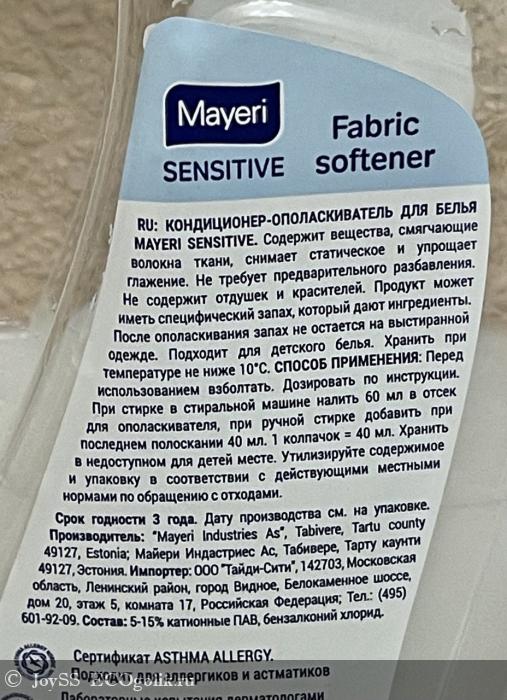 Mayeri
SENSITIVE
Fabric
softener
RU: КОНДИЦИОНЕР-ОПОЛАСКИВАТЕЛЬ ДЛЯ БЕЛЬЯ
MAYERI SENSITIVE. Содержит вещества, смягчающие
волокна ткани, снимает статическое и упрощает
глажение. Не требует предварительного разбавления.
Не содержит отдушек и красителей. Продукт может
иметь специфический запах, который дают ингредиенты.
После ополаскивания запах не остается на выстиранной
одежде. Подходит для детского белья. Хранить при
температуре не ниже 10°С. СПОСОБ ПРИМЕНЕНИЯ: Перед
использованием взболтать. Дозировать по инструкции.
При стирке в стиральной машине налить 60 мл в отсек
для ополаскивателя, при ручной стирке добавить при
последнем полоскании 40 мл. 1 колпачок = 40 мл. Хранить
в недоступном для детей месте. Утилизируйте содержимое
и упаковку в соответствии с действующими местными
нормами по обращению с отходами.
Срок годности 3 года. Дату производства см. на упаковке.
Производитель: "Mayeri Industries As", Tabivere, Tartu county
49127, Estonia; Майери Индастриес Ас, Табивере, Тарту каунти
49127, Эстония. Импортер: ООО "Тайди-Сити", 142703, Московская
область, Ленинский район, город Видное, Белокаменное шоссе,
дом 20, этаж 5, комната 17, Российская Федерация; Тел.: (495)
601-92-09. Состав: 5-15% катионные ПАВ, бензалконий хлорид.
Сертификат ASTHMA ALLERGY.
Подходит для аллергиков и астматиков
Лабораторные испытания дерматологами
© JoySS EcoGolik.ru